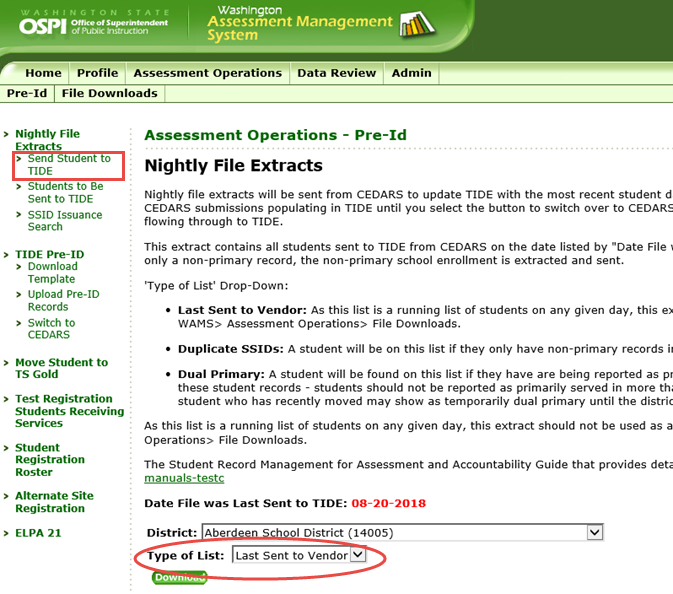 WASHINGTON STATE
OSPI Office of Superintendent
of Public Instruction
Washington
Assessment Management
System
Home Profile Assessment Operations Data Review Admin
Pre-Id File Downloads
Nightly File
Extracts
Send Student to
TIDE
Students to Be
Sent to TIDE
SSID Issuance
Search
TIDE Pre-ID
Download
Template
Upload Pre-ID
Records
Switch to
CEDARS
Move Student to
TS Gold
Test Registration
Students Receiving
Services
Student
Registration
Roster
Alternate Site
Registration
ELPA 21
Assessment Operations - Pre-Id
Nightly File Extracts
Nightly file extracts will be sent from CEDARS to update TIDE with the most recent student d
CEDARS submissions populating in TIDE until you select the button to switch over to CEDARS
flowing through to TIDE.
This extract contains all students sent to TIDE from CEDARS on the date listed by "Date File w
only a non-primary record, the non-primary school enrollment is extracted and sent.
'Type of List' Drop-Down:
• Last Sent to Vendor: As this list is a running list of students on any given day, this ex
WAMS> Assessment Operations> File Downloads.
• Duplicate SSIDs: A student will be on this list if they only have non-primary records i
• Dual Primary: A student will be found on this list if they have are being reported as p
these student records - students should not be reported as primarily served in more tha
student who has recently moved may show as temporarily dual primary until the distric
As this list is a running list of students on any given day, this extract should not be used as a
Operations> File Downloads.
The Student Record Management for Assessment and Accountability Guide that provides deta
manuals-testc
Date File was Last Sent to TIDE: 08-20-2018
District: Aberdeen School District (14005)
Type of List: Last Sent to Vendor
Download